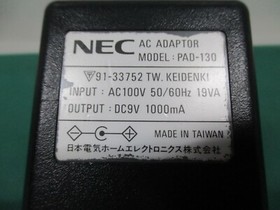 NEC AC ADAPTOR
MODEL: PAD-130
91-33752 TW. KEIDENKI
INPUT : AC100V 50/60Hz 19VA
OUTPUT : DC9V 1000mA
MADE IN TAIWAN
日本電気ホームエレクトロニクス株式会社